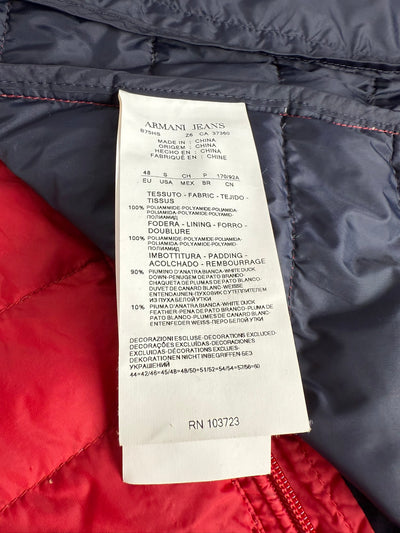 ARMANI JEANS
B75HS Z6 CA 37360
MADE IN : CHINA
ORIGEM : CHINA
HECHO EN : CHINA
FABRIQUÉ EN : CHINE
48 S CH P 170/92A
EU USA MEX BR CN
TESSUTO - FABRIC - TEJIDO -
TISSUS
100% POLIAMMIDE-POLYAMIDE-POLIAMIDA
POLIAMIDA-POLYAMIDE-POLYAMID-
ПОЛИАМИД
FODERA - LINING - FORRO -
DOUBLURE
100% POLIAMMIDE-POLYAMIDE-POLIAMIDA
POLIAMIDA-POLYAMIDE-POLYAMID-
ПОЛИАМИД
IMBOTTITURA - PADDING -
ACOLCHADO - REMBOURRAGE
90% PIUMINO D'ANATRA BIANCA-WHITE DUCK
DOWN-PENUGEM DE PATO BRANCO-
CHAQUETA DE PLUMAS DE PATO BLANCO-
DUVET DE CANARD BLANC-WEISSE
ENTENDAUNEN-ПУХОВИК С УТЕПЛИТЕЛЕМ
ИЗ ПУХА БЕЛОЙ УТКИ
10% PIUMA D'ANATRA BIANCA-WHITE DUCK
FEATHER-PENA DE PATO BRANCO-PLUMA DE
PATO BLANCO-PLUMES DE CANARD BLANC-
ENTENFEDER WEISS-ПЕРО БЕЛОЙ УТКИ
DECORAZIONI ESCLUSE-DECORATIONS EXCLUDED-
DECORAÇÕES EXCLUÍDAS-DECORACIONES
EXCLUIDAS-DÉCORATIONS EXCLUES-
DEKORATIONEN NICHT INBEGRIFFEN-БЕЗ
УКРАШЕНИЙ
44=42/46=45/48=48/50=51/52=54/54=57/56=60
RN 103723